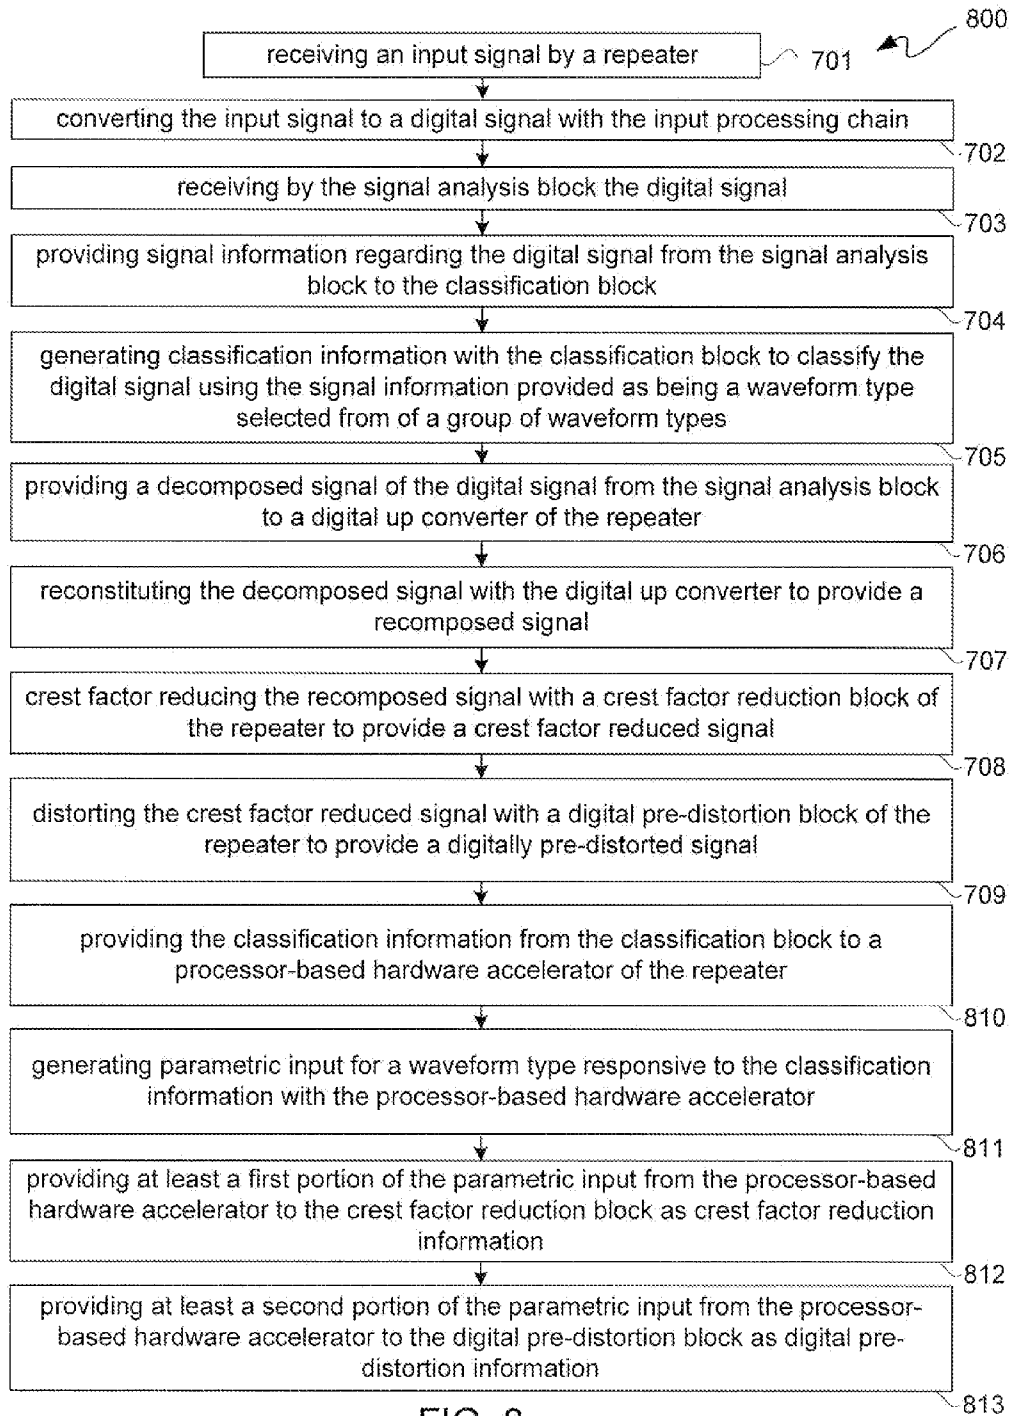 800
receiving an input signal by a repeater
701
converting the input signal to a digital signal with the input processing chain
702
receiving by the signal analysis block the digital signal
703
providing signal information regarding the digital signal from the signal analysis
block to the classification block
704
generating classification information with the classification block to classify the
digital signal using the signal information provided as being a waveform type
selected from of a group of waveform types
705
providing a decomposed signal of the digital signal from the signal analysis block
to a digital up converter of the repeater
706
reconstituting the decomposed signal with the digital up converter to provide a
recomposed signal
707
crest factor reducing the recomposed signal with a crest factor reduction block of
the repeater to provide a crest factor reduced signal
708
distorting the crest factor reduced signal with a digital pre-distortion block of the
repeater to provide a digitally pre-distorted signal
709
providing the classification information from the classification block to a
processor-based hardware accelerator of the repeater
810
generating parametric input for a waveform type responsive to the classification
information with the processor-based hardware accelerator
811
providing at least a first portion of the parametric input from the processor-based
hardware accelerator to the crest factor reduction block as crest factor reduction
information
812
providing at least a second portion of the parametric input from the processor-
based hardware accelerator to the digital pre-distortion block as digital pre-
distortion information
813
FIG. 8